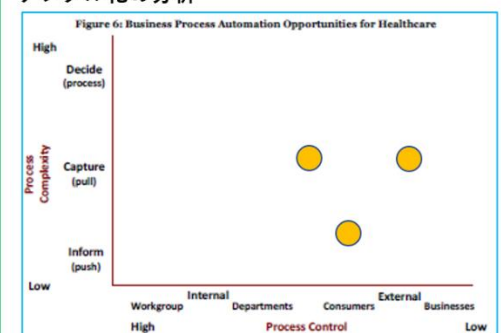 Figure 6: Business Process Automation Opportunities for Healthcare
High
Decide
(process)
Process
Complexity
Capture
(pull)
Inform
(push)
Low
Internal External
Workgroup Departments Consumers Businesses
High Process Control Low